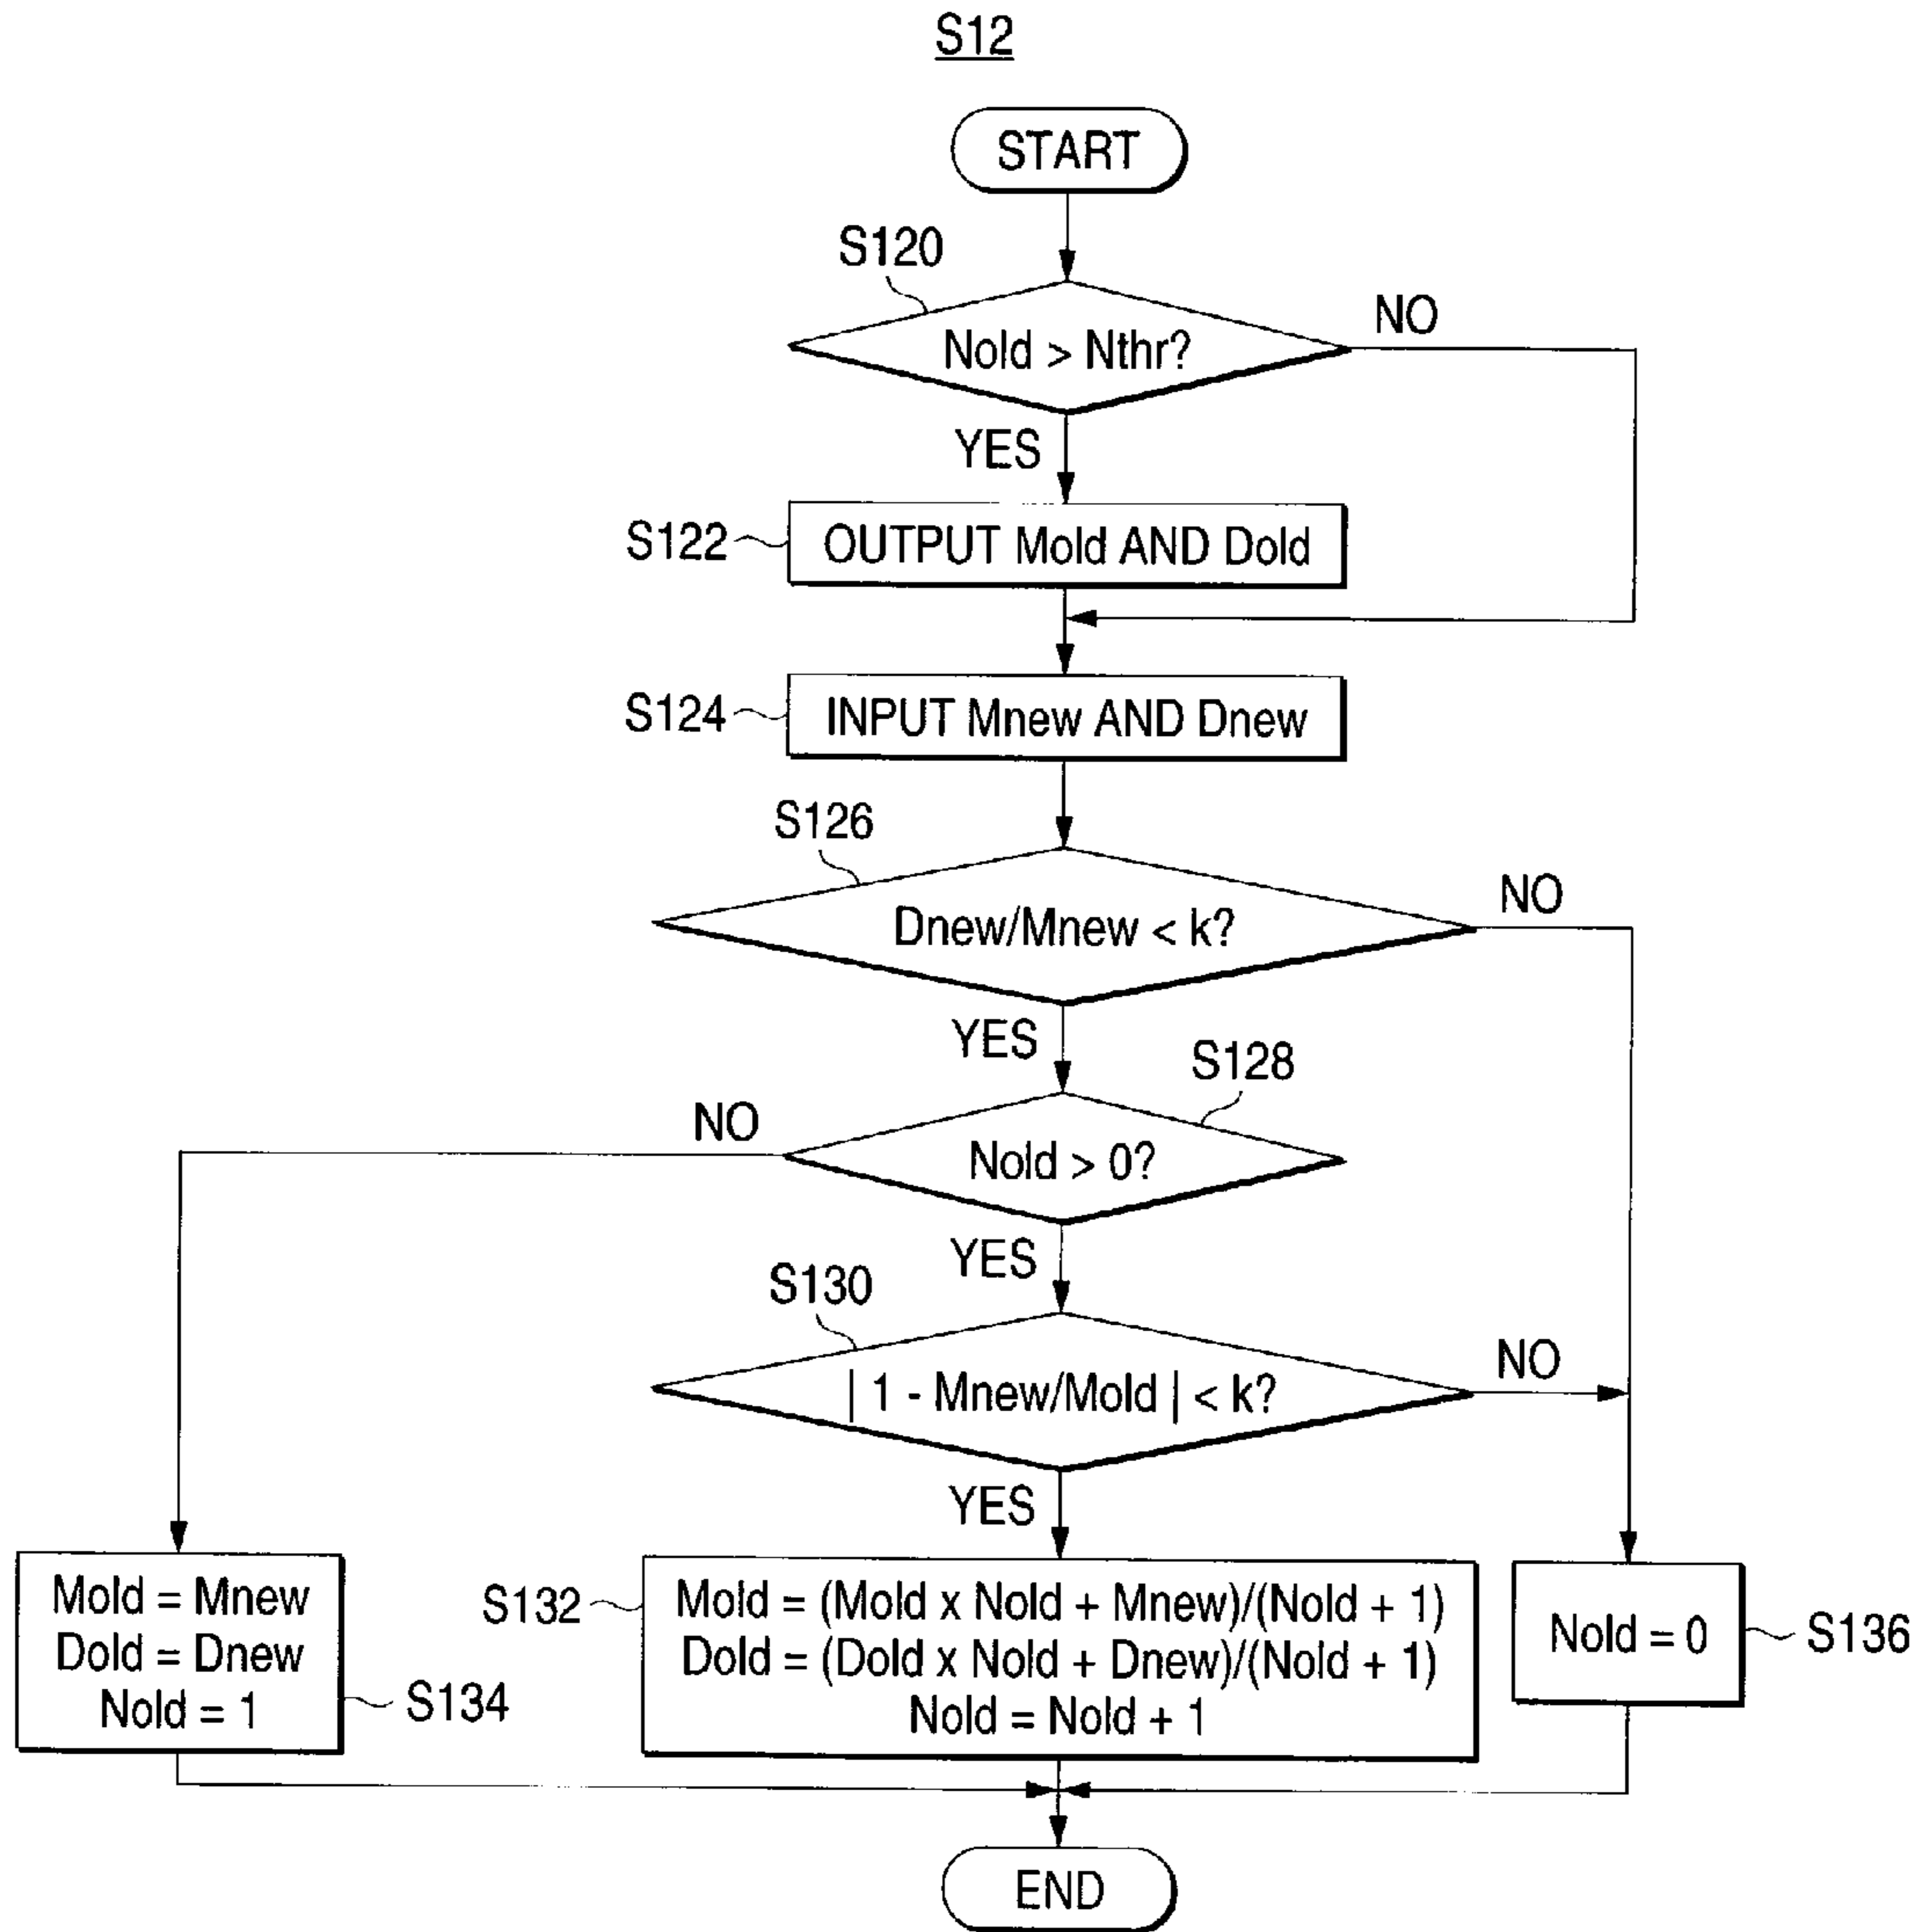 S12
START
S120
Nold > Nthr?
NO
YES
S122
OUTPUT Mold AND Dold
S124
INPUT Mnew AND Dnew
S126
Dnew/Mnew < k?
NO
YES
S128
NO
Nold > 0?
YES
S130
| 1 - Mnew/Mold | < k?
NO
YES
Mold = Mnew
Dold = Dnew
Nold = 1
S134
S132
Mold = (Mold x Nold + Mnew)/(Nold + 1)
Dold = (Dold x Nold + Dnew)/(Nold + 1)
Nold = Nold + 1
Nold = 0
S136
END